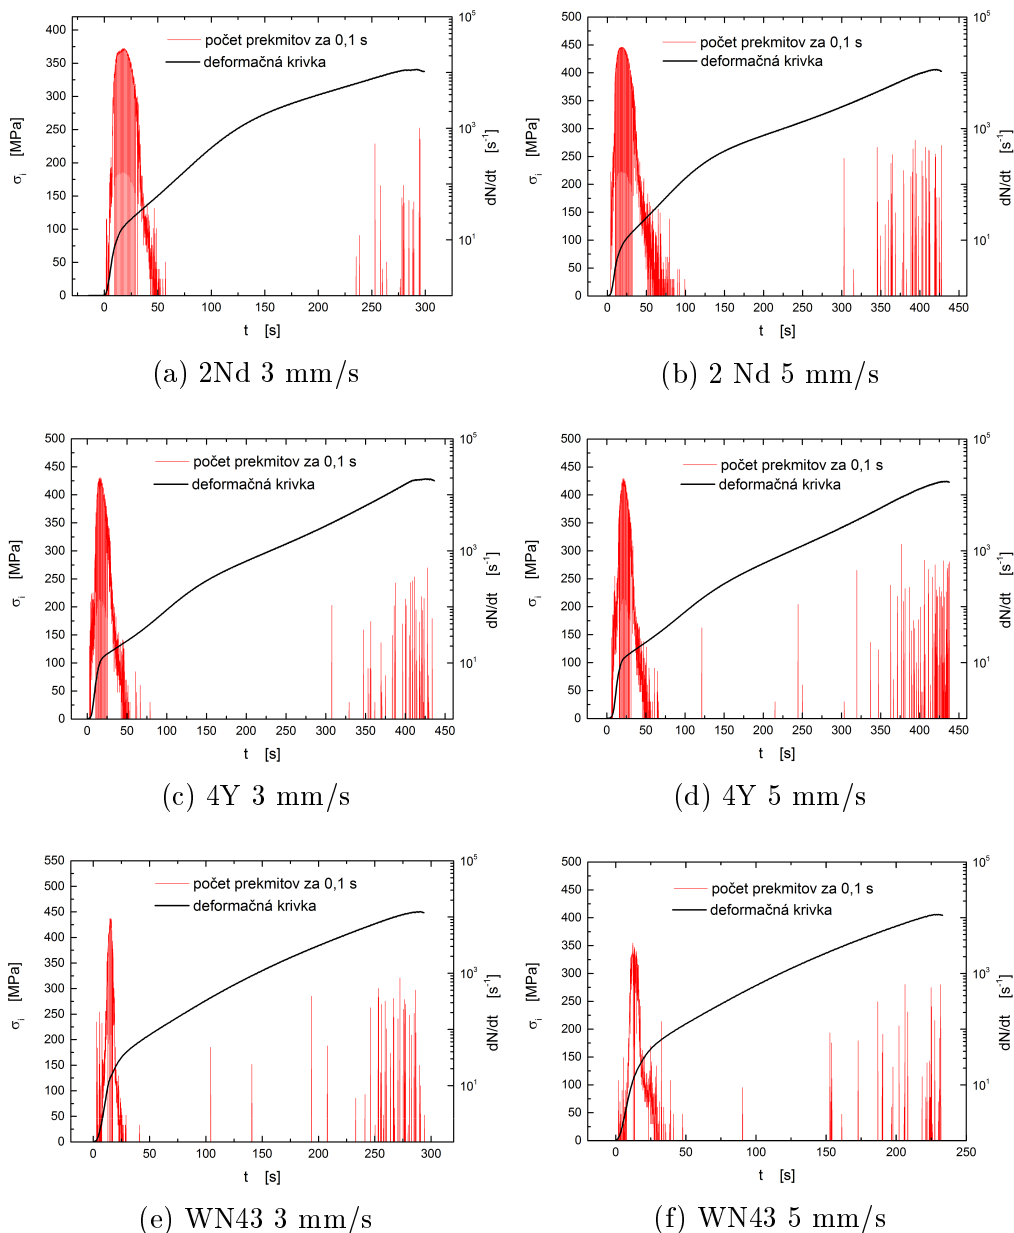 počet prekmitov za 0,1 s
deformačná krivka
σi [MPa]
400
350
300
250
200
150
100
50
0
10^5
10^3
10^1
dN/dt [s-1]
0 50 100 150 200 250 300
t [s]
(a) 2Nd 3 mm/s
počet prekmitov za 0,1 s
deformačná krivka
σi [MPa]
500
450
400
350
300
250
200
150
100
50
0
10^5
10^3
10^1
dN/dt [s-1]
0 50 100 150 200 250 300 350 400 450
t [s]
(b) 2 Nd 5 mm/s
počet prekmitov za 0,1 s
deformačná krivka
σi [MPa]
500
450
400
350
300
250
200
150
100
50
0
10^5
10^3
10^1
dN/dt [s-1]
0 50 100 150 200 250 300 350 400 450
t [s]
(c) 4Y 3 mm/s
počet prekmitov za 0,1 s
deformačná krivka
σi [MPa]
500
450
400
350
300
250
200
150
100
50
0
10^5
10^3
10^1
dN/dt [s-1]
0 50 100 150 200 250 300 350 400 450
t [s]
(d) 4Y 5 mm/s
počet prekmitov za 0,1 s
deformačná krivka
σi [MPa]
550
500
450
400
350
300
250
200
150
100
50
0
10^5
10^3
10^1
dN/dt [s-1]
0 50 100 150 200 250 300
t [s]
(e) WN43 3 mm/s
počet prekmitov za 0,1 s
deformačná krivka
σi [MPa]
500
450
400
350
300
250
200
150
100
50
0
10^5
10^3
10^1
dN/dt [s-1]
0 50 100 150 200 250
t [s]
(f) WN43 5 mm/s